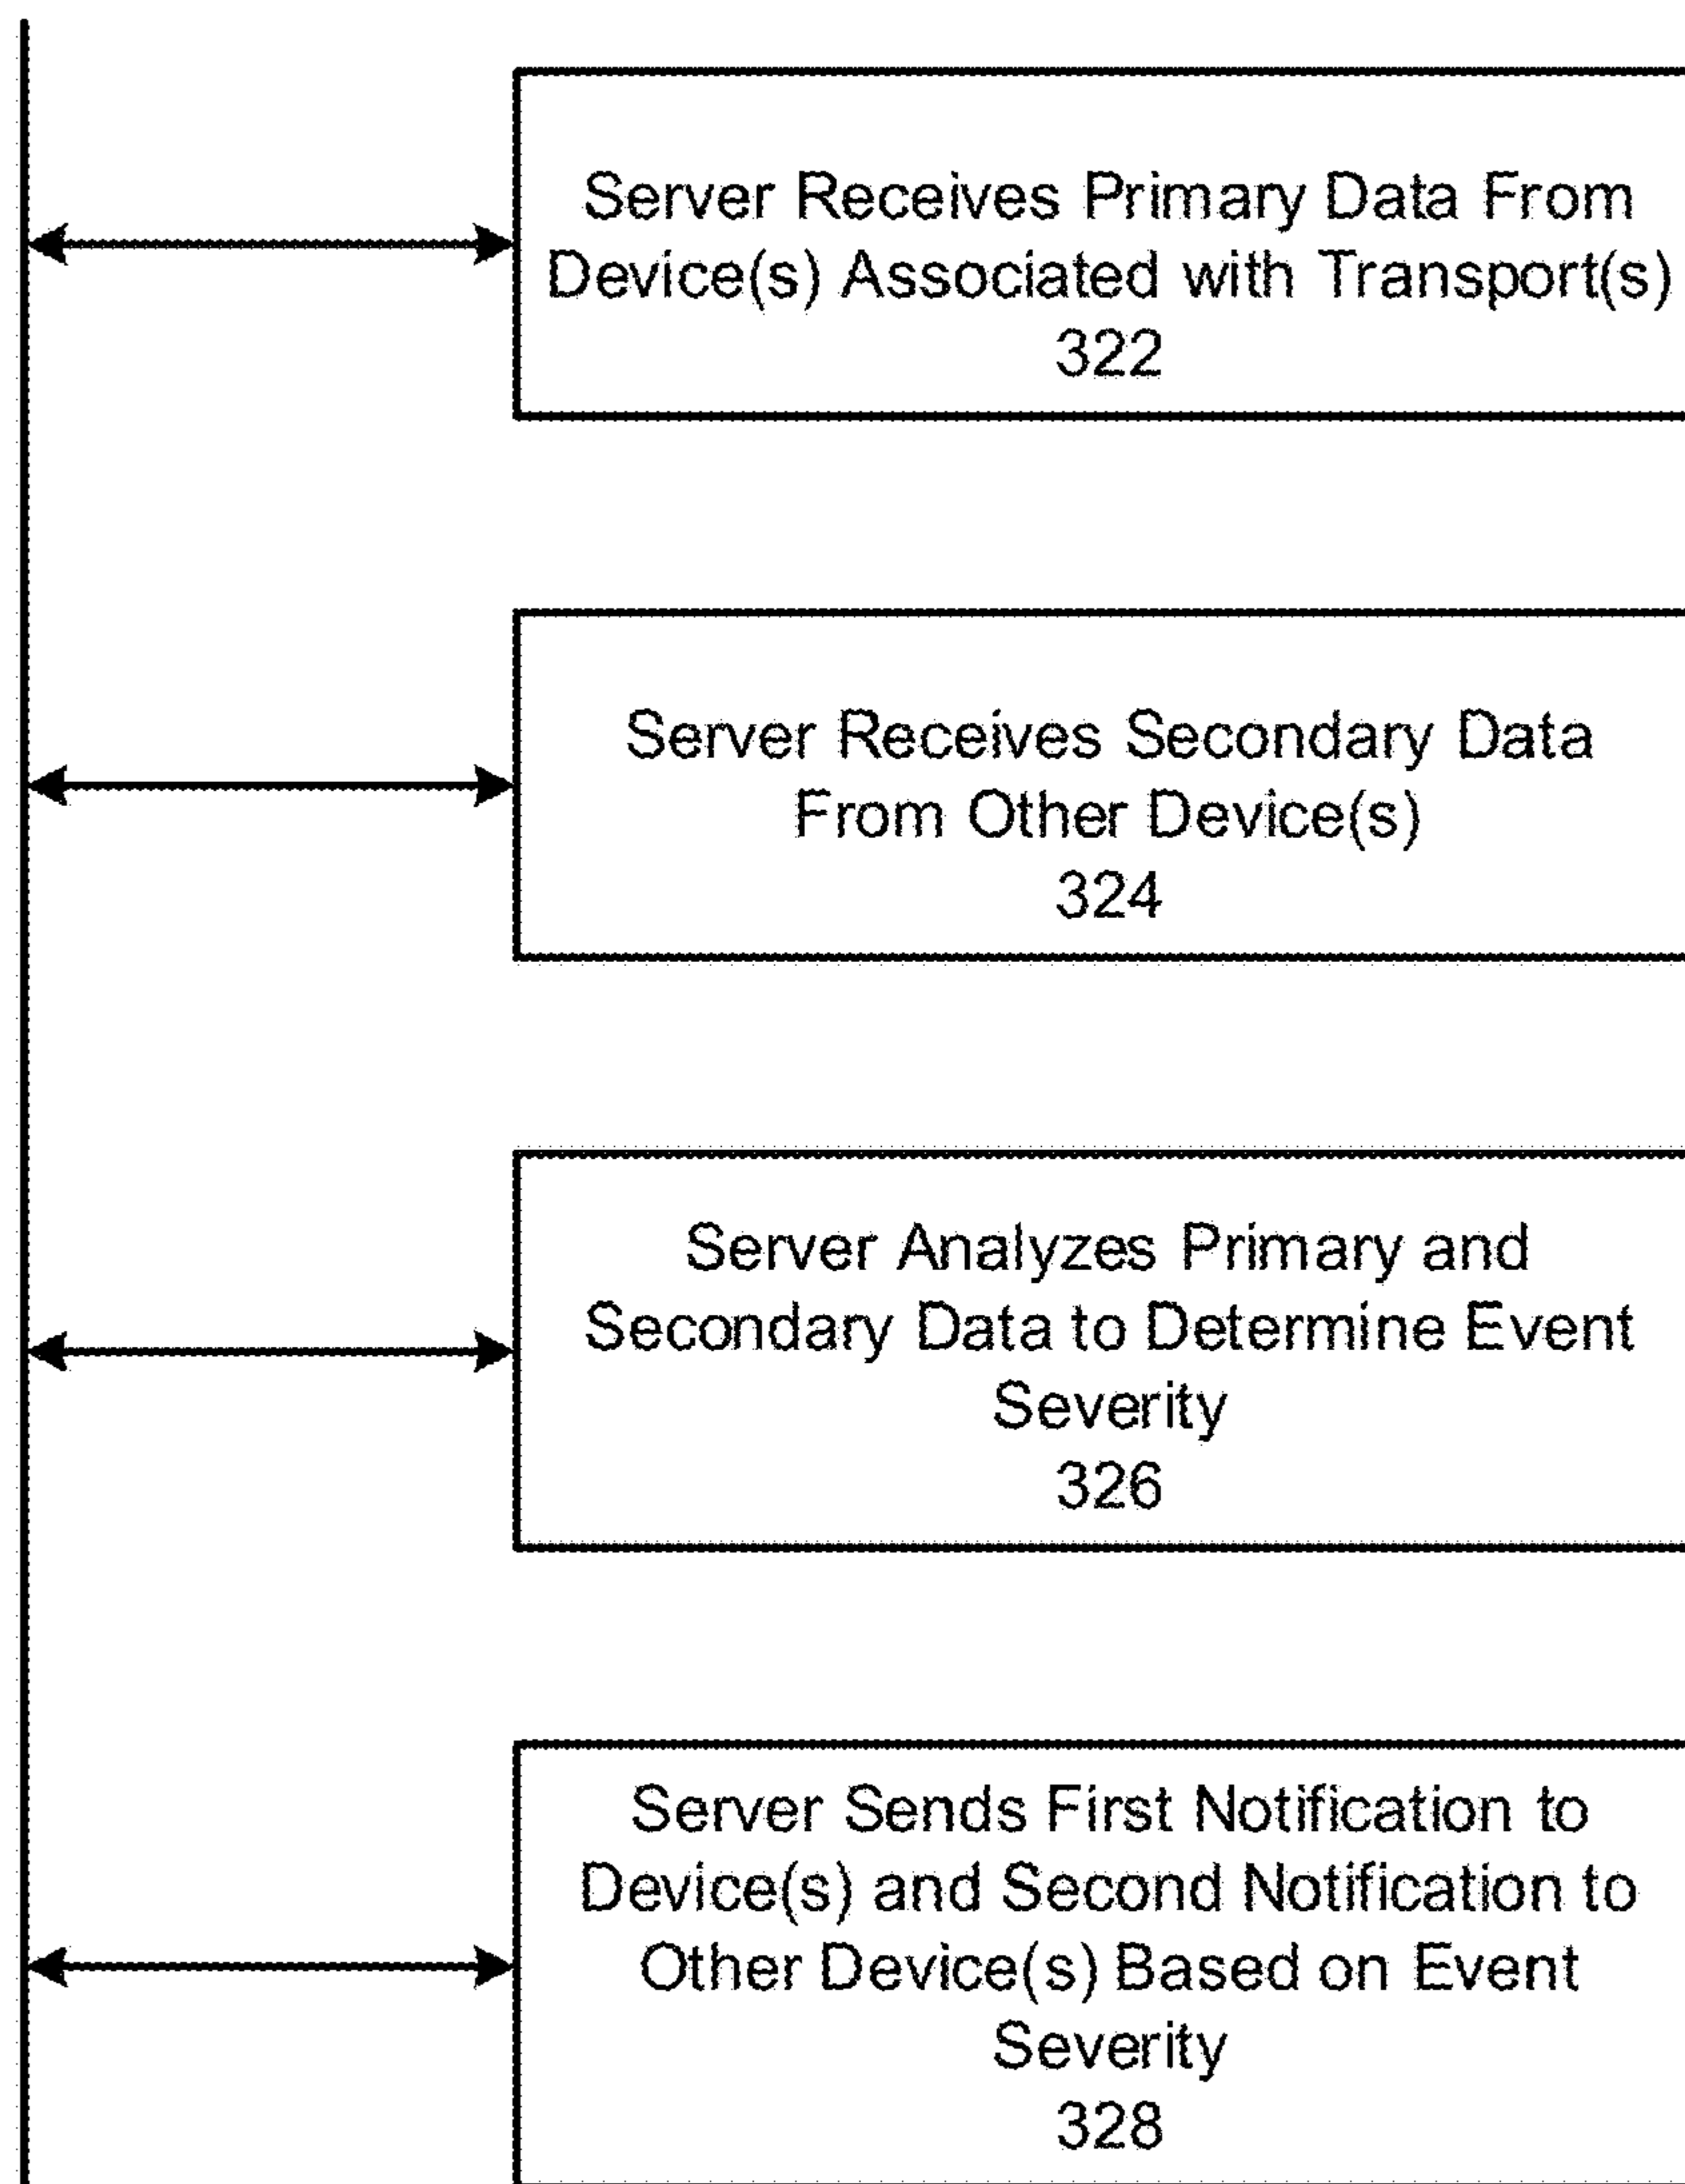 Server Receives Primary Data From
Device(s) Associated with Transport(s)
322
Server Receives Secondary Data
From Other Device(s)
324
Server Analyzes Primary and
Secondary Data to Determine Event
Severity
326
Server Sends First Notification to
Device(s) and Second Notification to
Other Device(s) Based on Event
Severity
328